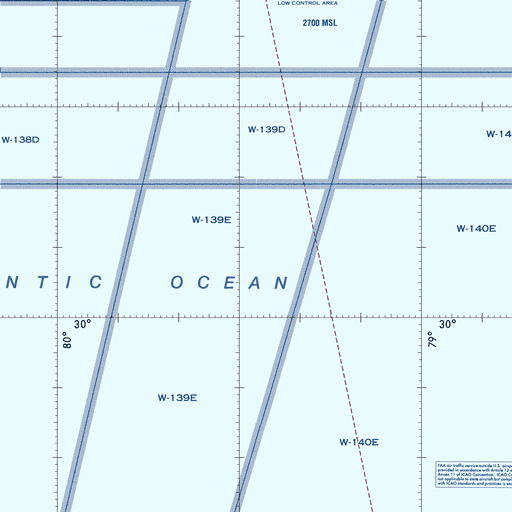 LOW CONTROL AREA
2700 MSL
W-138D
W-139D
W-14
W-139E
W-140E
NTIC OCEAN
80°
30°
79°
30°
W-139E
W-140E
FAA air traffic service outside U.S.
provided in accordance with Article 12
Annex 11 of ICAO Convention. ICAO
not applicable to state aircraft but
with ICAO standards and practices is